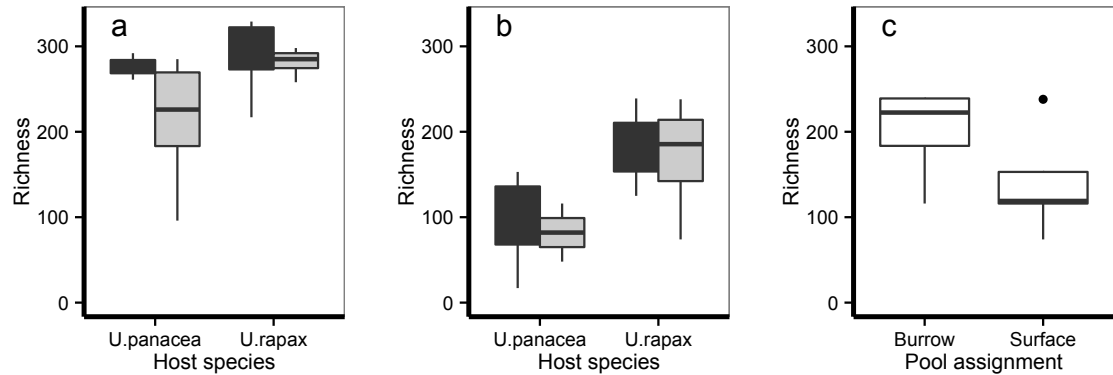 a
Richness
300
200
100
0
U.panacea U.rapax
Host species
b
Richness
300
200
100
0
U.panacea U.rapax
Host species
c
Richness
300
200
100
0
Burrow Surface
Pool assignment